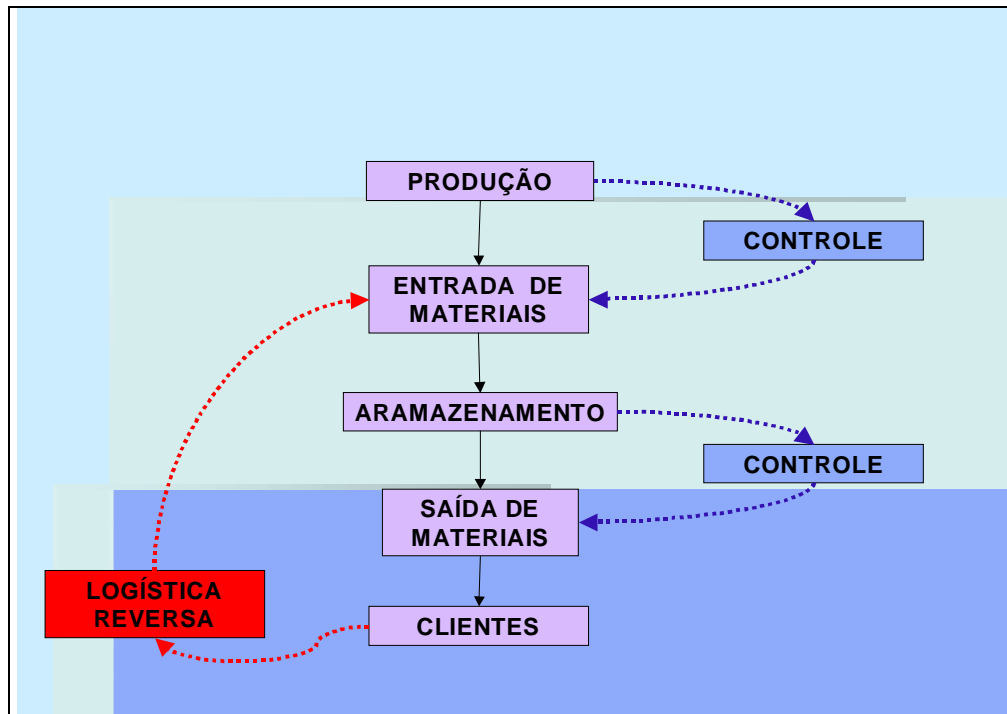 PRODUÇÃO
CONTROLE
ENTRADA DE
MATERIAIS
ARAMAZENAMENTO
CONTROLE
SAÍDA DE
MATERIAIS
LOGÍSTICA
REVERSA
CLIENTES